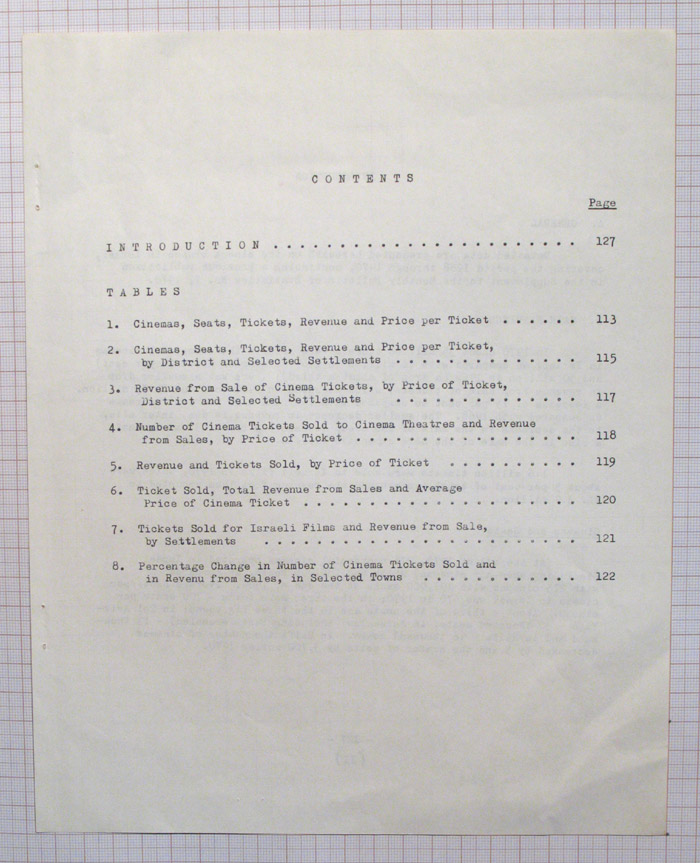 C O N T E N T S
Page
I N T R O D U C T I O N . . . . . . . . . . . . . . . . . . . . . . . 127
T A B L E S
1. Cinemas, Seats, Tickets, Revenue and Price per Ticket . . . . . . 113
2. Cinemas, Seats, Tickets, Revenue and Price per Ticket,
by District and Selected Settlements . . . . . . . . . . . . . . 115
3. Revenue from Sale of Cinema Tickets, by Price of Ticket,
District and Selected Settlements . . . . . . . . . . . . . . 117
4. Number of Cinema Tickets Sold to Cinema Theatres and Revenue
from Sales, by Price of Ticket . . . . . . . . . . . . . . . . . 118
5. Revenue and Tickets Sold, by Price of Ticket . . . . . . . . . . 119
6. Ticket Sold, Total Revenue from Sales and Average
Price of Cinema Ticket . . . . . . . . . . . . . . . . . . . . . 120
7. Tickets Sold for Israeli Films and Revenue from Sale,
by Settlements . . . . . . . . . . . . . . . . . . . . . . . . 121
8. Percentage Change in Number of Cinema Tickets Sold and
in Revenu from Sales, in Selected Towns . . . . . . . . . . . . 122